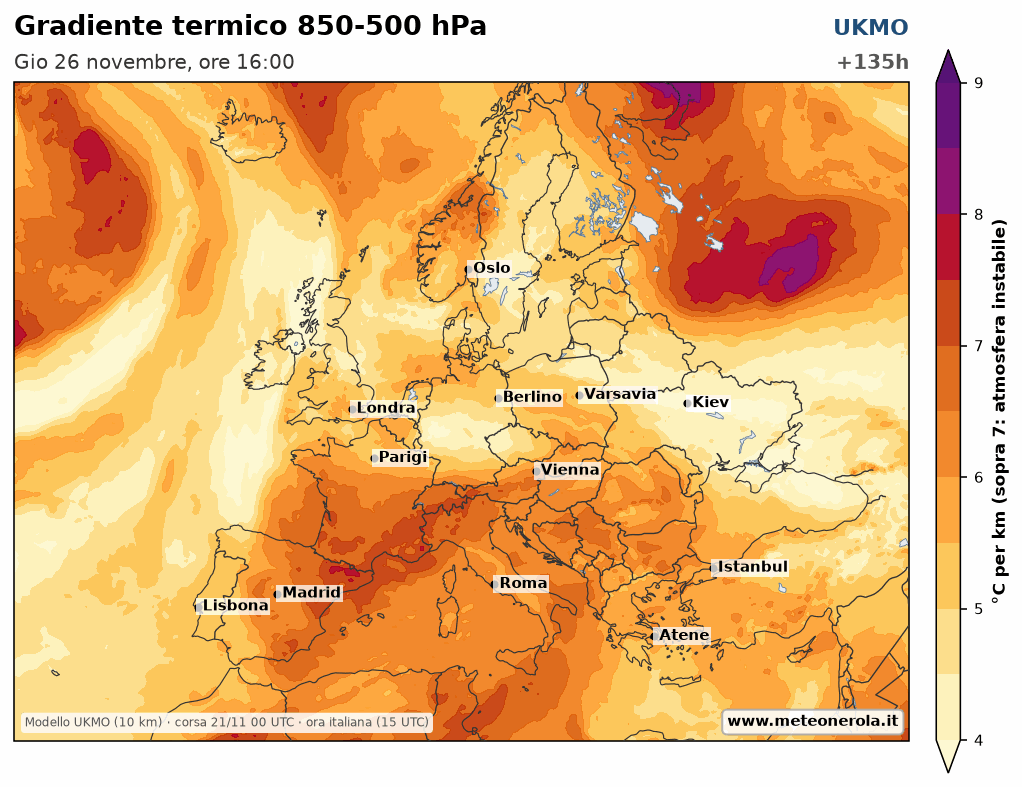 Gradiente termico 850-500 hPa
UKMO
Gio 26 novembre, ore 16:00
+135h
Oslo
Londra
Berlino
Varsavia
Kiev
Parigi
Vienna
Istanbul
Roma
Madrid
Lisbona
Atene
Modello UKMO (10 km) · corsa 21/11 00 UTC · ora italiana (15 UTC)
www.meteonerola.it
9
8
7
6
5
4
°C per km (sopra 7: atmosfera instabile)